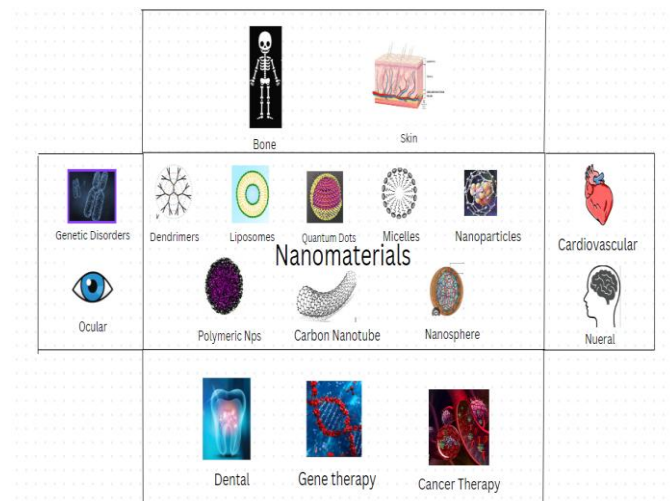 Bone
Skin
Genetic Disorders
Dendrimers
Liposomes
Quantum Dots
Micelles
Nanoparticles
Cardiovascular
Nanomaterials
Ocular
Polymeric Nps
Carbon Nanotube
Nanosphere
Nueral
Dental
Gene therapy
Cancer Therapy